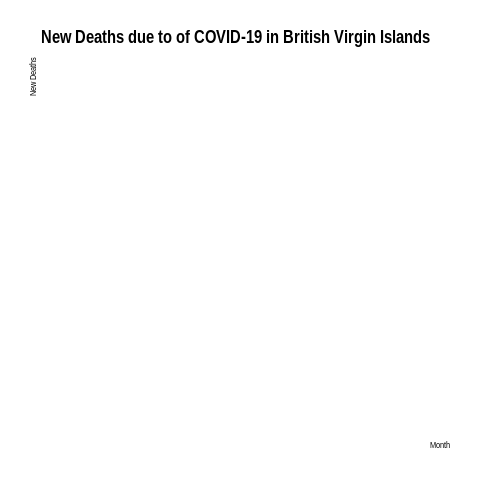 New Deaths due to of COVID-19 in British Virgin Islands
New Deaths
Month